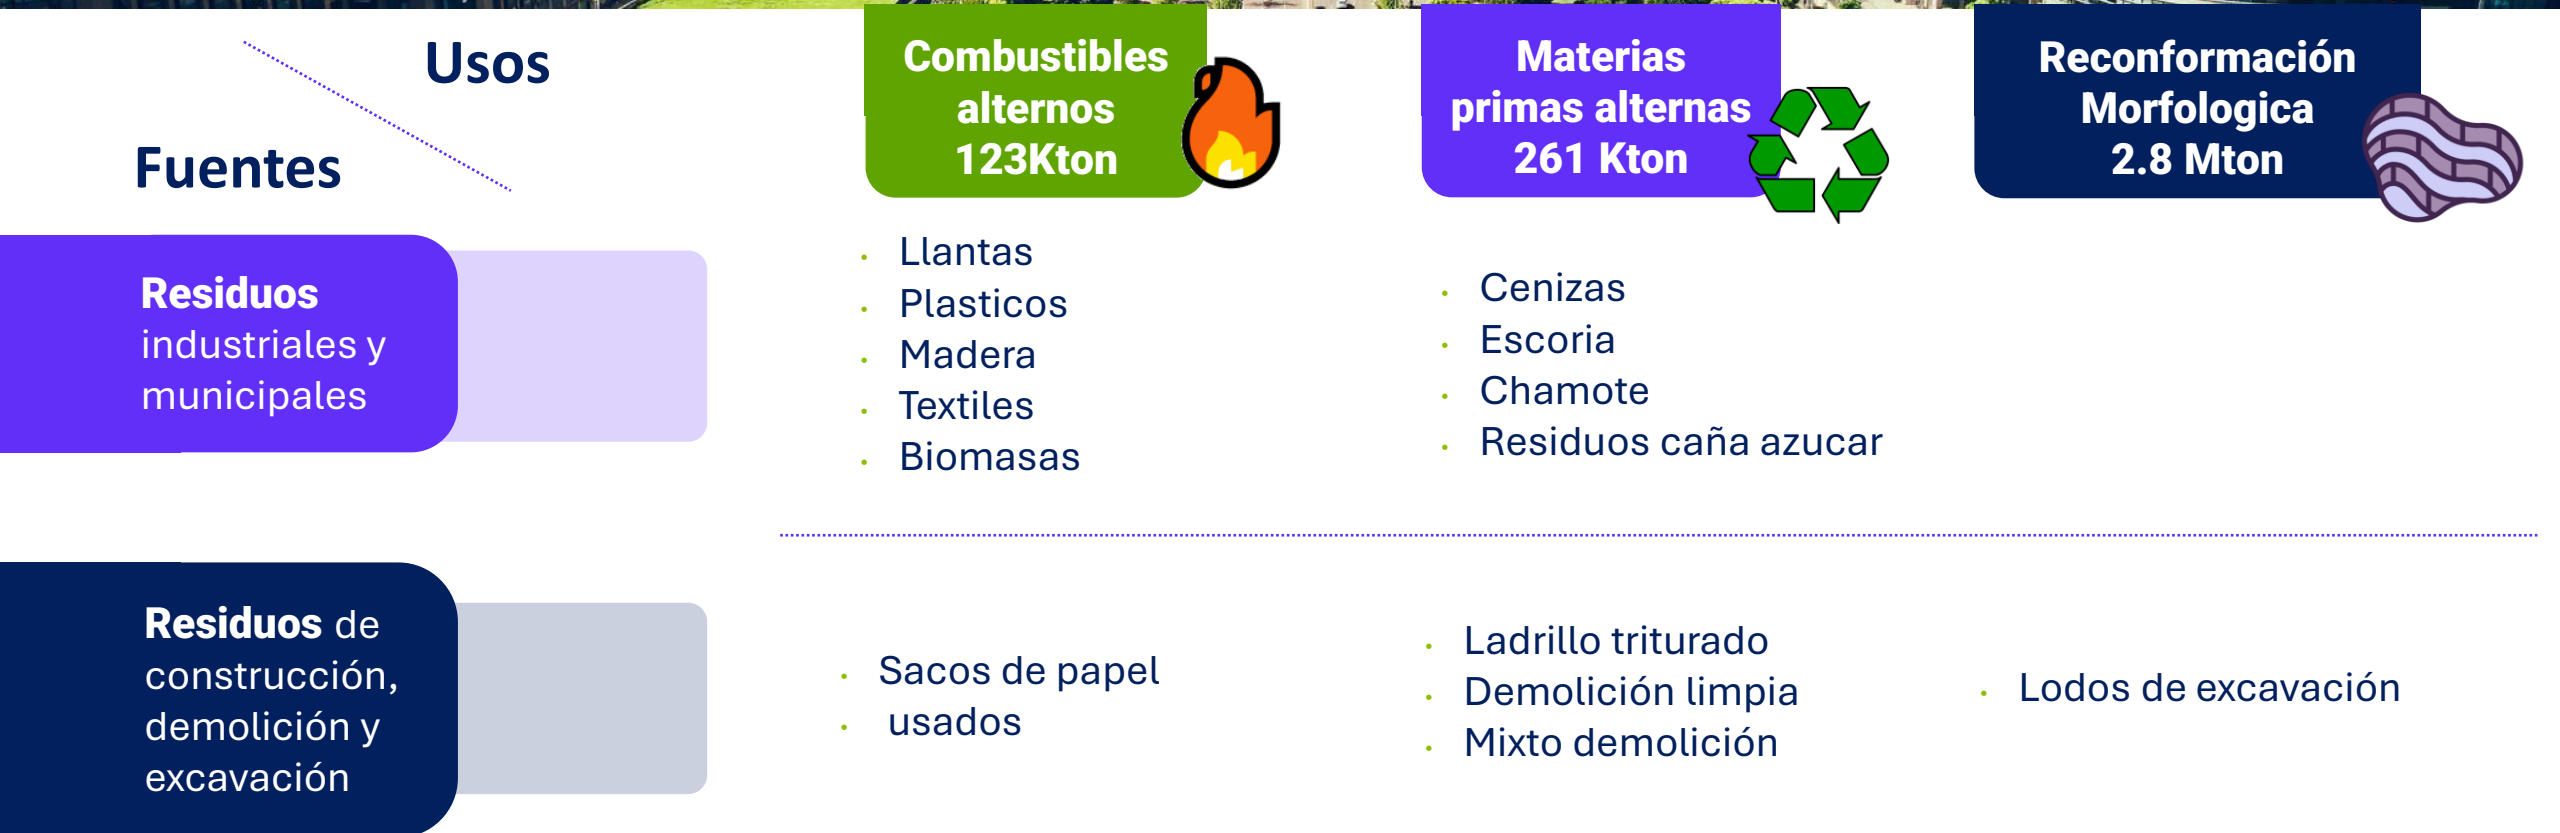 Usos
Fuentes
Combustibles
alternos
123Kton
Materias
primas alternas
261 Kton
Reconformación
Morfologica
2.8 Mton
Residuos
industriales y
municipales
Llantas
Plasticos
Madera
Textiles
Biomasas
Cenizas
Escoria
Chamote
Residuos caña azucar
Residuos de
construcción,
demolición y
excavación
Sacos de papel
usados
Ladrillo triturado
Demolición limpia
Mixto demolición
Lodos de excavación